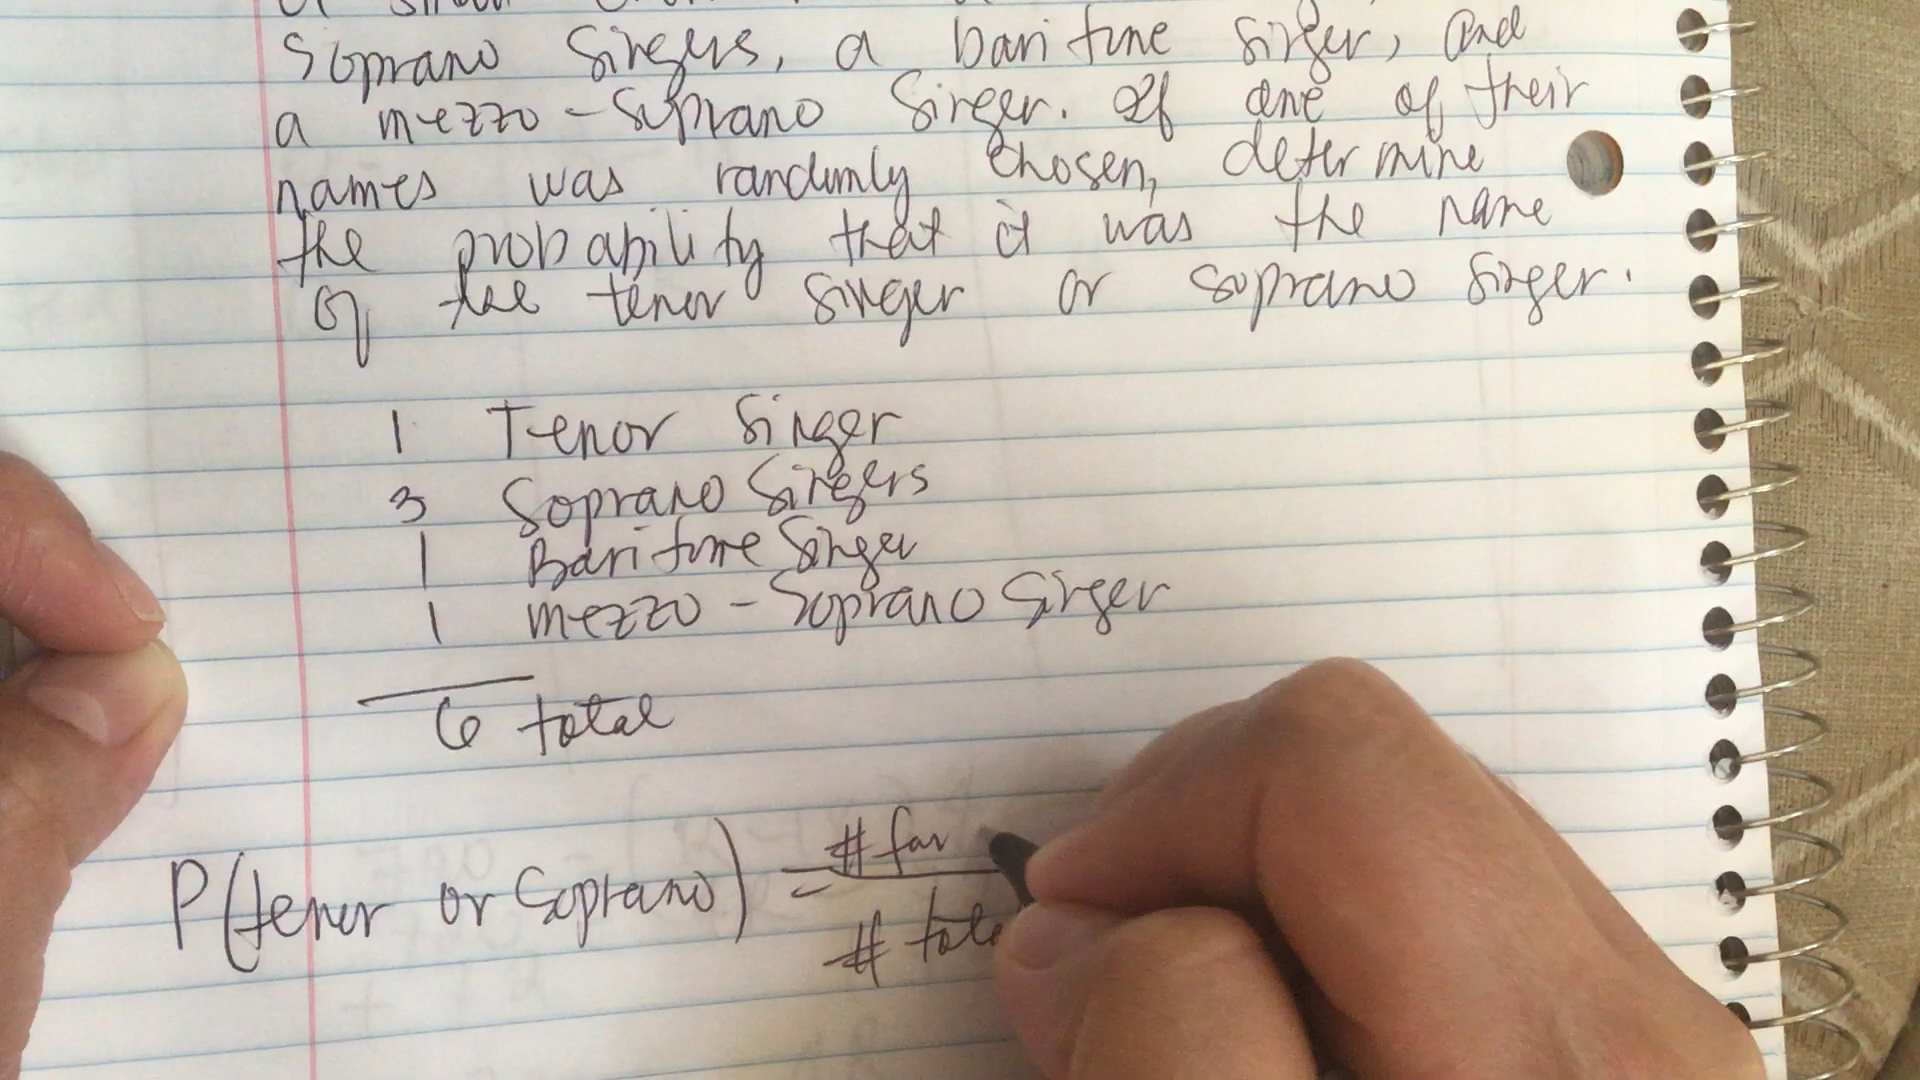 Soprano singers, a baritone singer, and
a mezzo-soprano singer. If one of their
names was randomly chosen, determine
the probability that it was the name
of the tenor singer or soprano singer.
1 Tenor Singer
3 Soprano Singers
1 Baritone Singer
1 mezzo-Soprano Singer
6 total
P(tenor or Soprano) = # fav
# tota